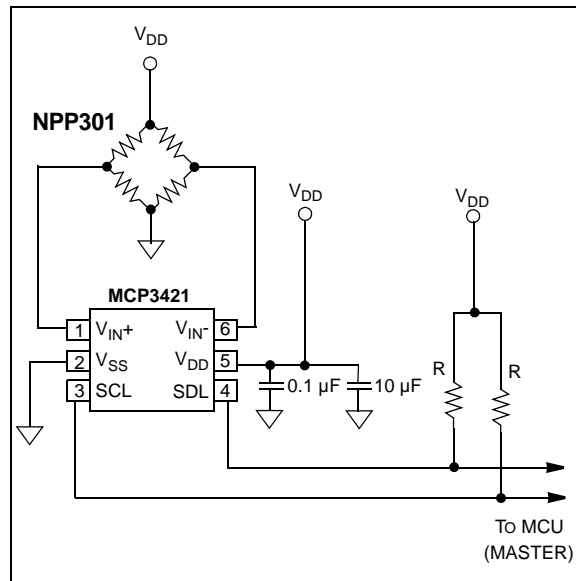 VDD
NPP301
VDD
VDD
MCP3421
1 VIN+ VIN- 6
2 VSS VDD 5
3 SCL SDL 4
0.1 µF 10 µF
R R
TO MCU
(MASTER)